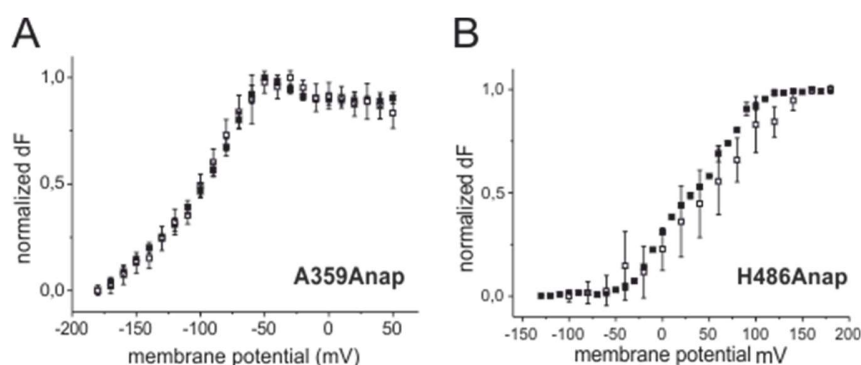 A
normalized dF
1,0
0,5
0,0
A359Anap
-200
-150
-100
-50
0
50
membrane potential (mV)
B
normalized dF
1,0
0,5
0,0
H486Anap
-150
-100
-50
0
50
100
150
200
membrane potential mV